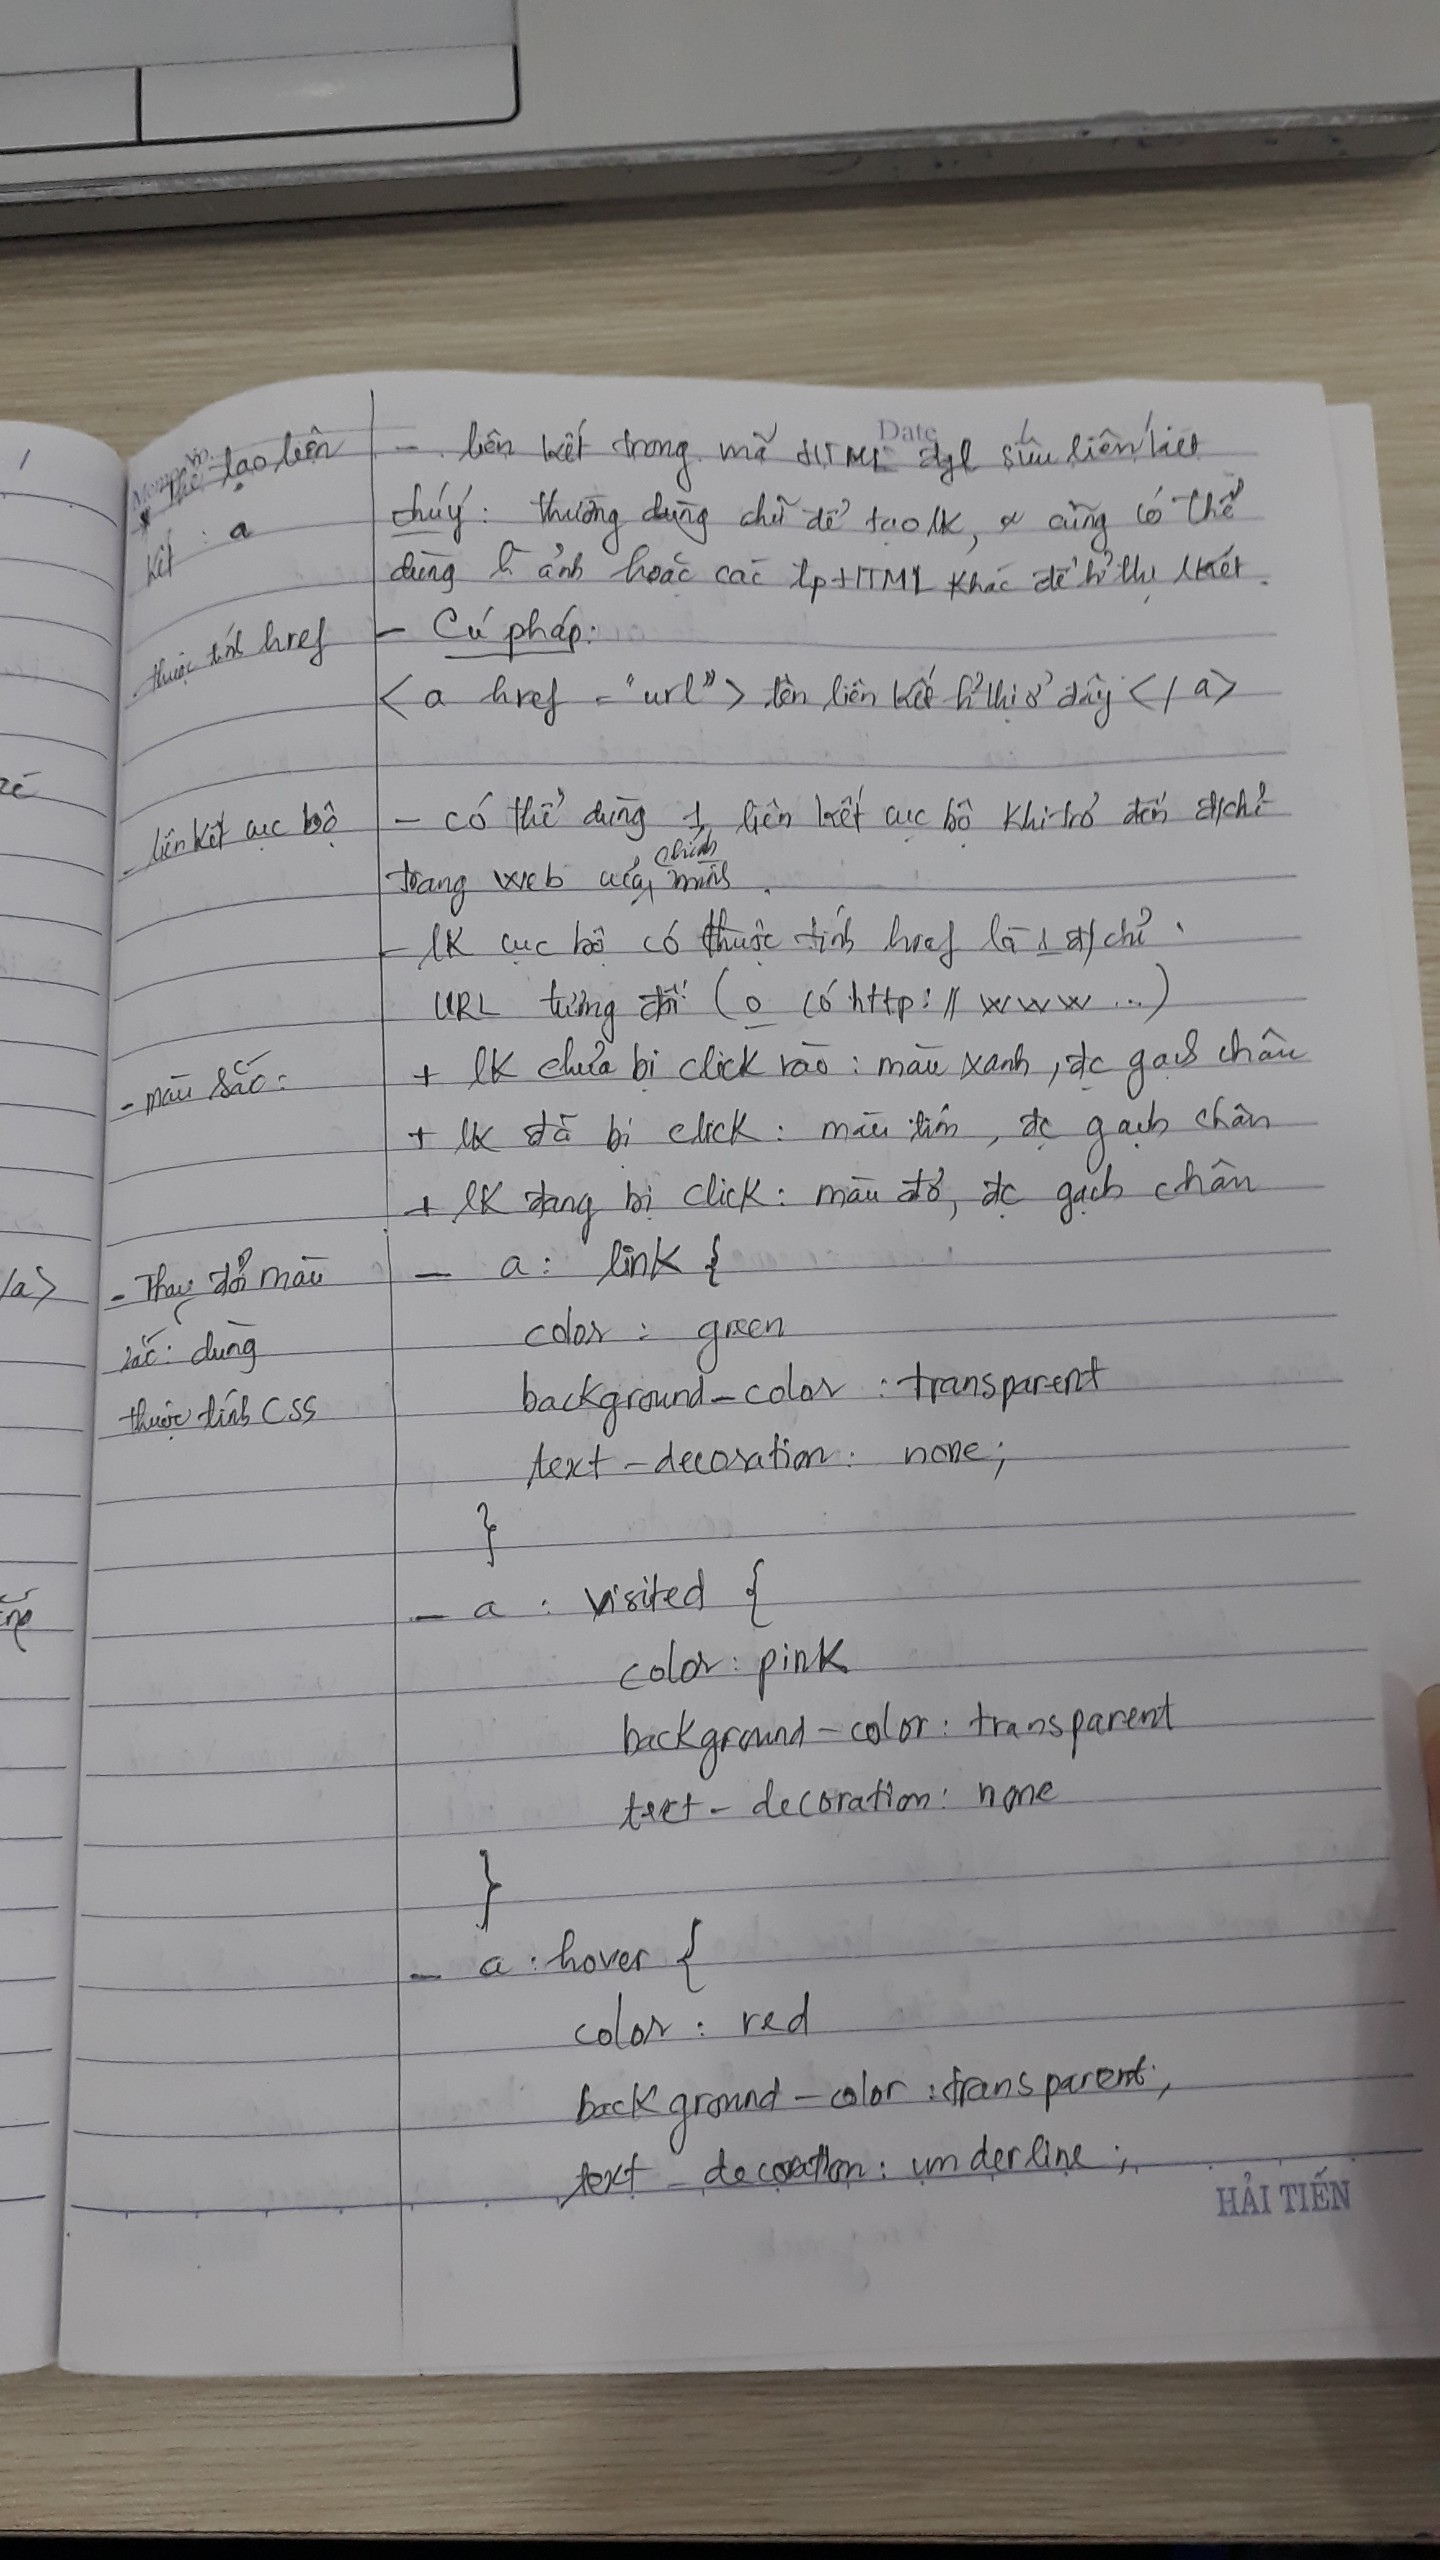 Memo No.
Date
* Thẻ tạo liên
kết : a
- liên kết trong mã HTML đgl siêu liên kết
chú ý: thường dùng chữ để tạo lk, cũng có thể
dùng h ảnh hoặc các tp HTML khác để h thị lkết.
- thuộc tính href
- Cú pháp:
<a href = "url"> tên liên kết h thị ở đây </a>
- liên kết cục bộ
- có thể dùng 1 liên kết cục bộ khi trỏ đến đ/chỉ
trang web của chính mình.
- lk cục bộ có thuộc tính href là 1 đ/chỉ
URL tương đối (o có http://www...)
- màu sắc:
+ lk chưa bị click vào : màu xanh, đc gạch chân
+ lk đã bị click : màu tím, đc gạch chân
+ lk đang bị click : màu đỏ, đc gạch chân
- Thay đổi màu
sắc : dùng
thuộc tính CSS
- a : link {
color : green
background-color : transparent
text-decoration : none;
}
- a : visited {
color : pink
background-color : transparent
text-decoration : none
}
- a : hover {
color : red
background-color : transparent;
text-decoration : underline;
HẢI TIẾN
/a>